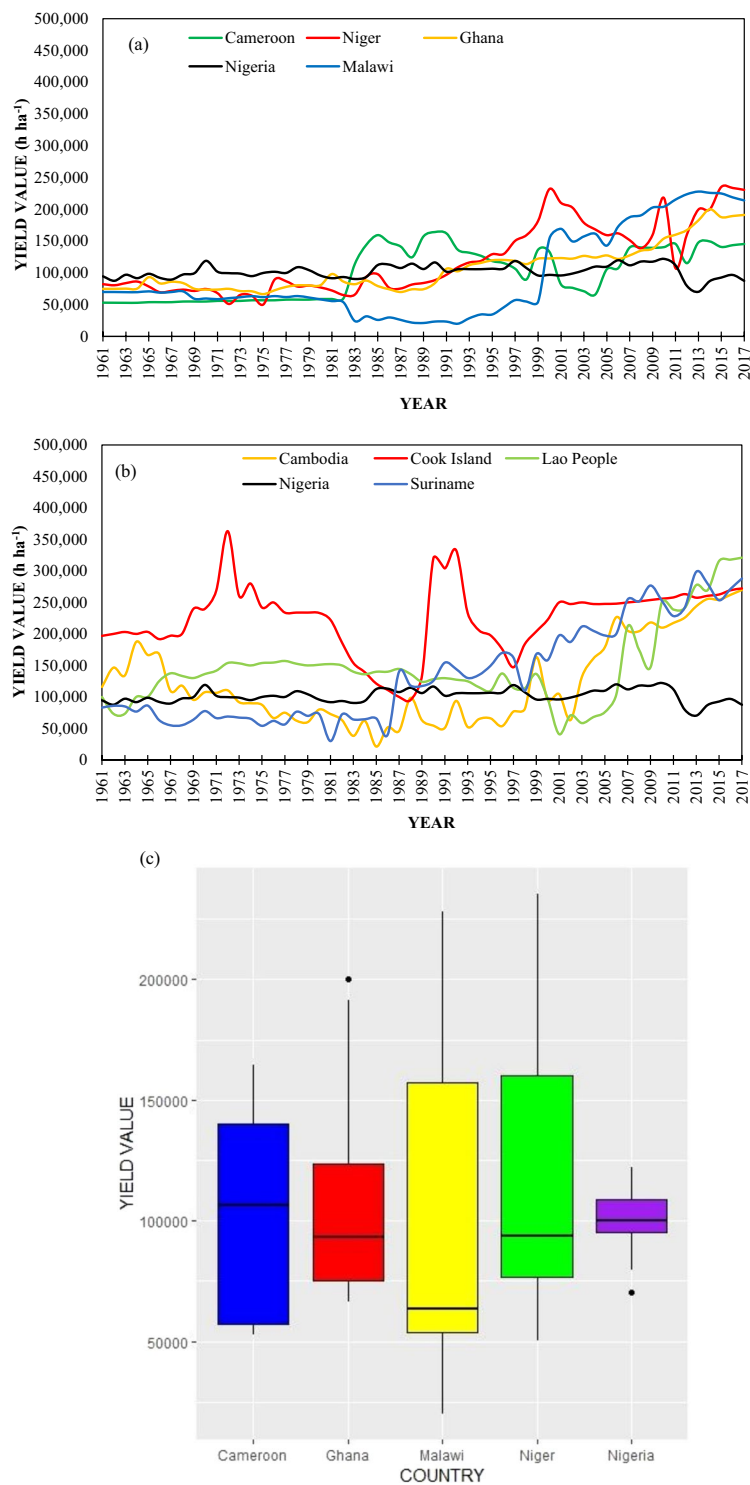 (a)
Cameroon Niger Ghana
Nigeria Malawi
500,000
450,000
400,000
350,000
300,000
250,000
200,000
150,000
100,000
50,000
0
YIELD VALUE (h ha-1)
1961 1963 1965 1967 1969 1971 1973 1975 1977 1979 1981 1983 1985 1987 1989 1991 1993 1995 1997 1999 2001 2003 2005 2007 2009 2011 2013 2015 2017
YEAR
(b)
Cambodia Cook Island Lao People
Nigeria Suriname
500,000
450,000
400,000
350,000
300,000
250,000
200,000
150,000
100,000
50,000
0
YIELD VALUE (h ha-1)
1961 1963 1965 1967 1969 1971 1973 1975 1977 1979 1981 1983 1985 1987 1989 1991 1993 1995 1997 1999 2001 2003 2005 2007 2009 2011 2013 2015 2017
YEAR
(c)
200000
150000
100000
50000
YIELD VALUE
Cameroon Ghana Malawi Niger Nigeria
COUNTRY